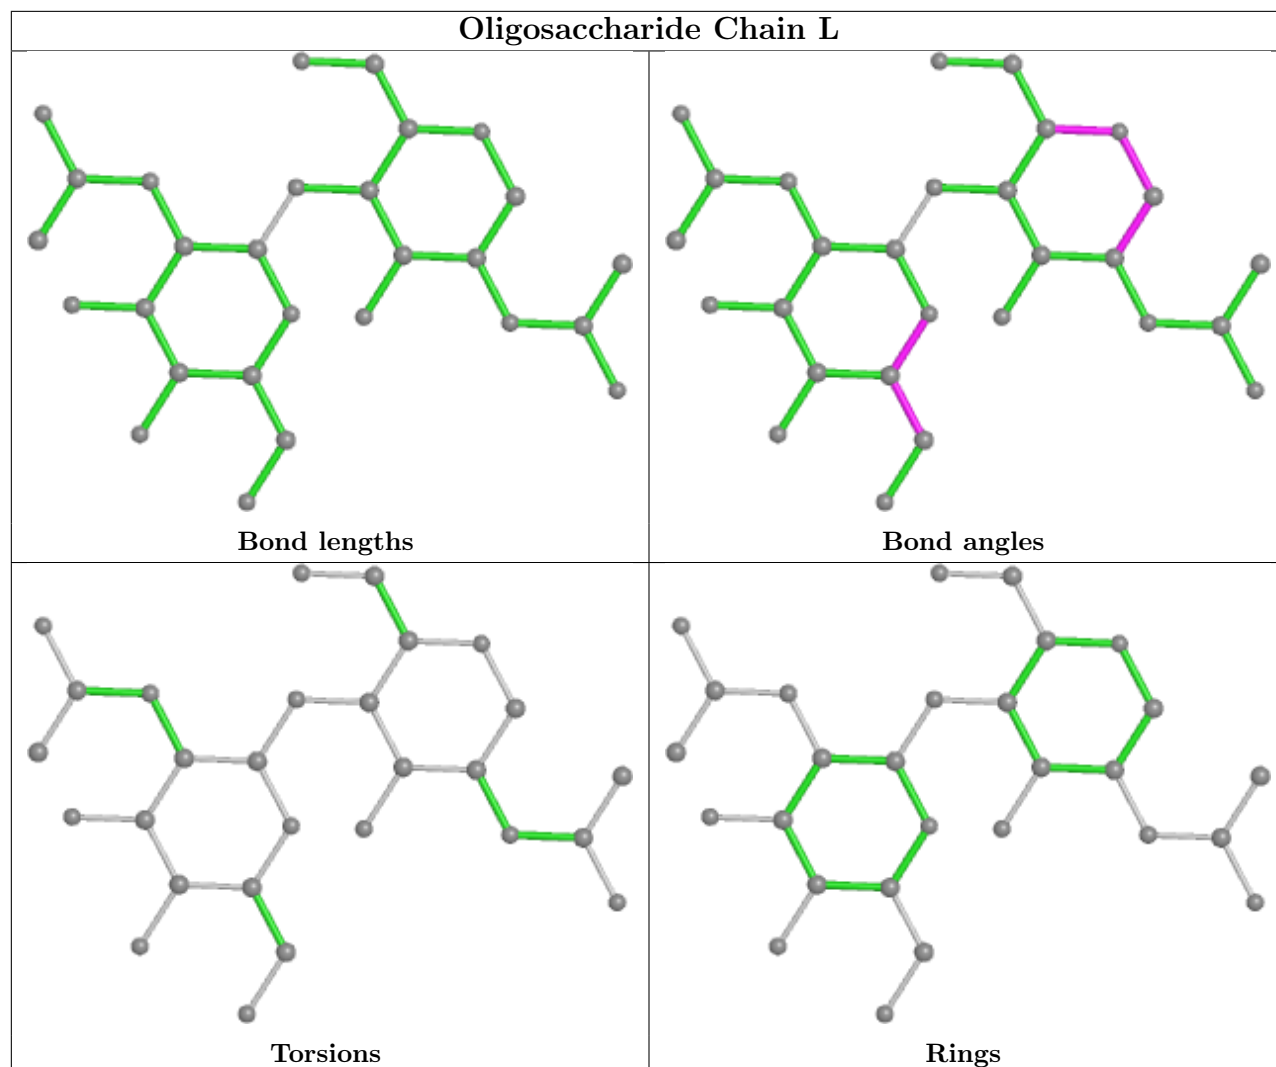 Oligosaccharide Chain L
Bond lengths
Bond angles
Torsions
Rings